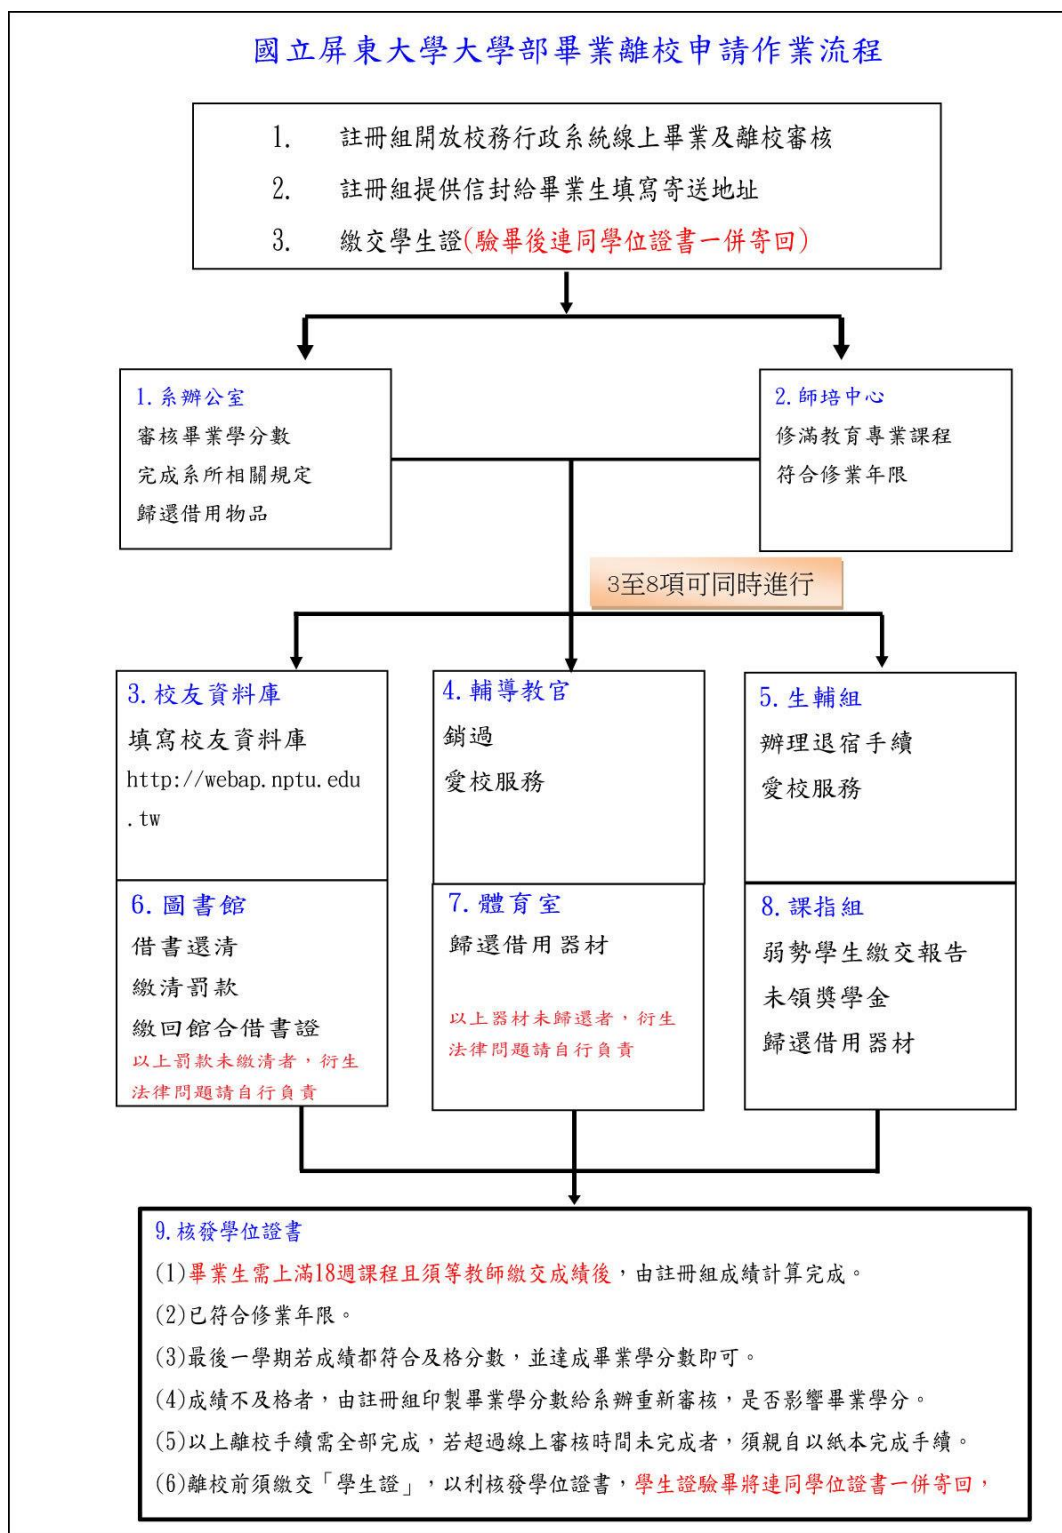 國立屏東大學大學部畢業離校申請作業流程
1. 註冊組開放校務行政系統線上畢業及離校審核
2. 註冊組提供信封給畢業生填寫寄送地址
3. 繳交學生證(驗畢後連同學位證書一併寄回)
1.系辦公室
審核畢業學分數
完成系所相關規定
歸還借用物品
2.師培中心
修滿教育專業課程
符合修業年限
3至8項可同時進行
3.校友資料庫
填寫校友資料庫
http://webap.nptu.edu
.tw
4.輔導教官
銷過
愛校服務
5.生輔組
辦理退宿手續
愛校服務
6.圖書館
借書還清
繳清罰款
繳回館合借書證
以上罰款未繳清者，衍生
法律問題請自行負責
7.體育室
歸還借用器材
以上器材未歸還者，衍生
法律問題請自行負責
8.課指組
弱勢學生繳交報告
未領獎學金
歸還借用器材
9.核發學位證書
(1)畢業生需上滿18週課程且須等教師繳交成績後，由註冊組成績計算完成。
(2)已符合修業年限。
(3)最後一學期若成績都符合及格分數，並達成畢業學分數即可。
(4)成績不及格者，由註冊組印製畢業學分數給系辦重新審核，是否影響畢業學分。
(5)以上離校手續需全部完成，若超過線上審核時間未完成者，須親自以紙本完成手續。
(6)離校前須繳交「學生證」，以利核發學位證書，學生證驗畢將連同學位證書一併寄回，